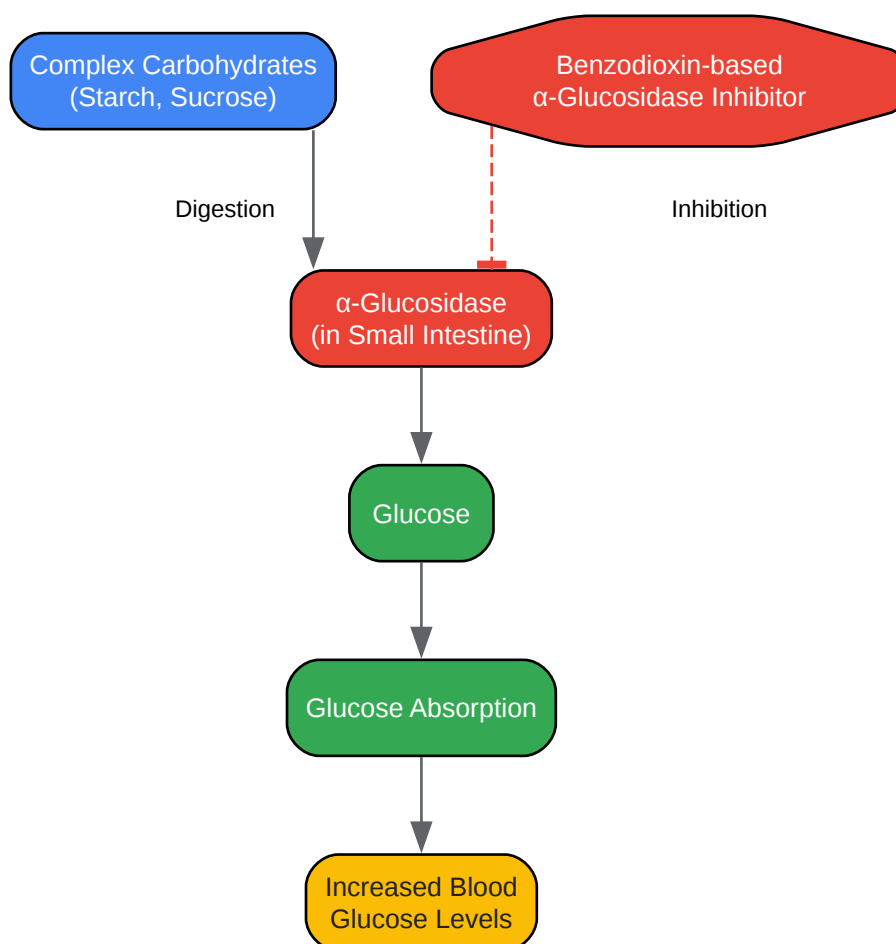 Complex Carbohydrates
(Starch, Sucrose)
Benzodioxin-based
α-Glucosidase Inhibitor
Digestion
Inhibition
α-Glucosidase
(in Small Intestine)
Glucose
Glucose Absorption
Increased Blood
Glucose Levels